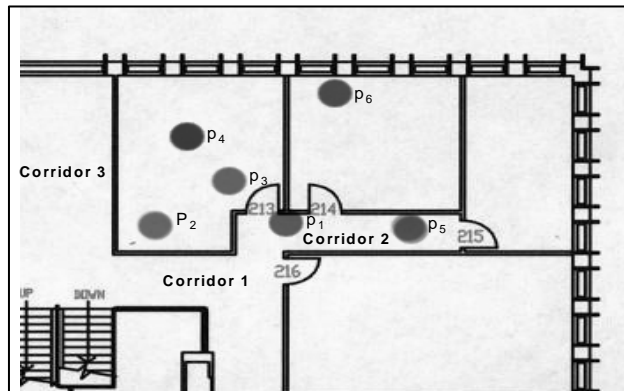 p6
p4
Corridor 3
p3
213
214
P2
p1
p5
Corridor 2
215
216
Corridor 1
UP
DOWN